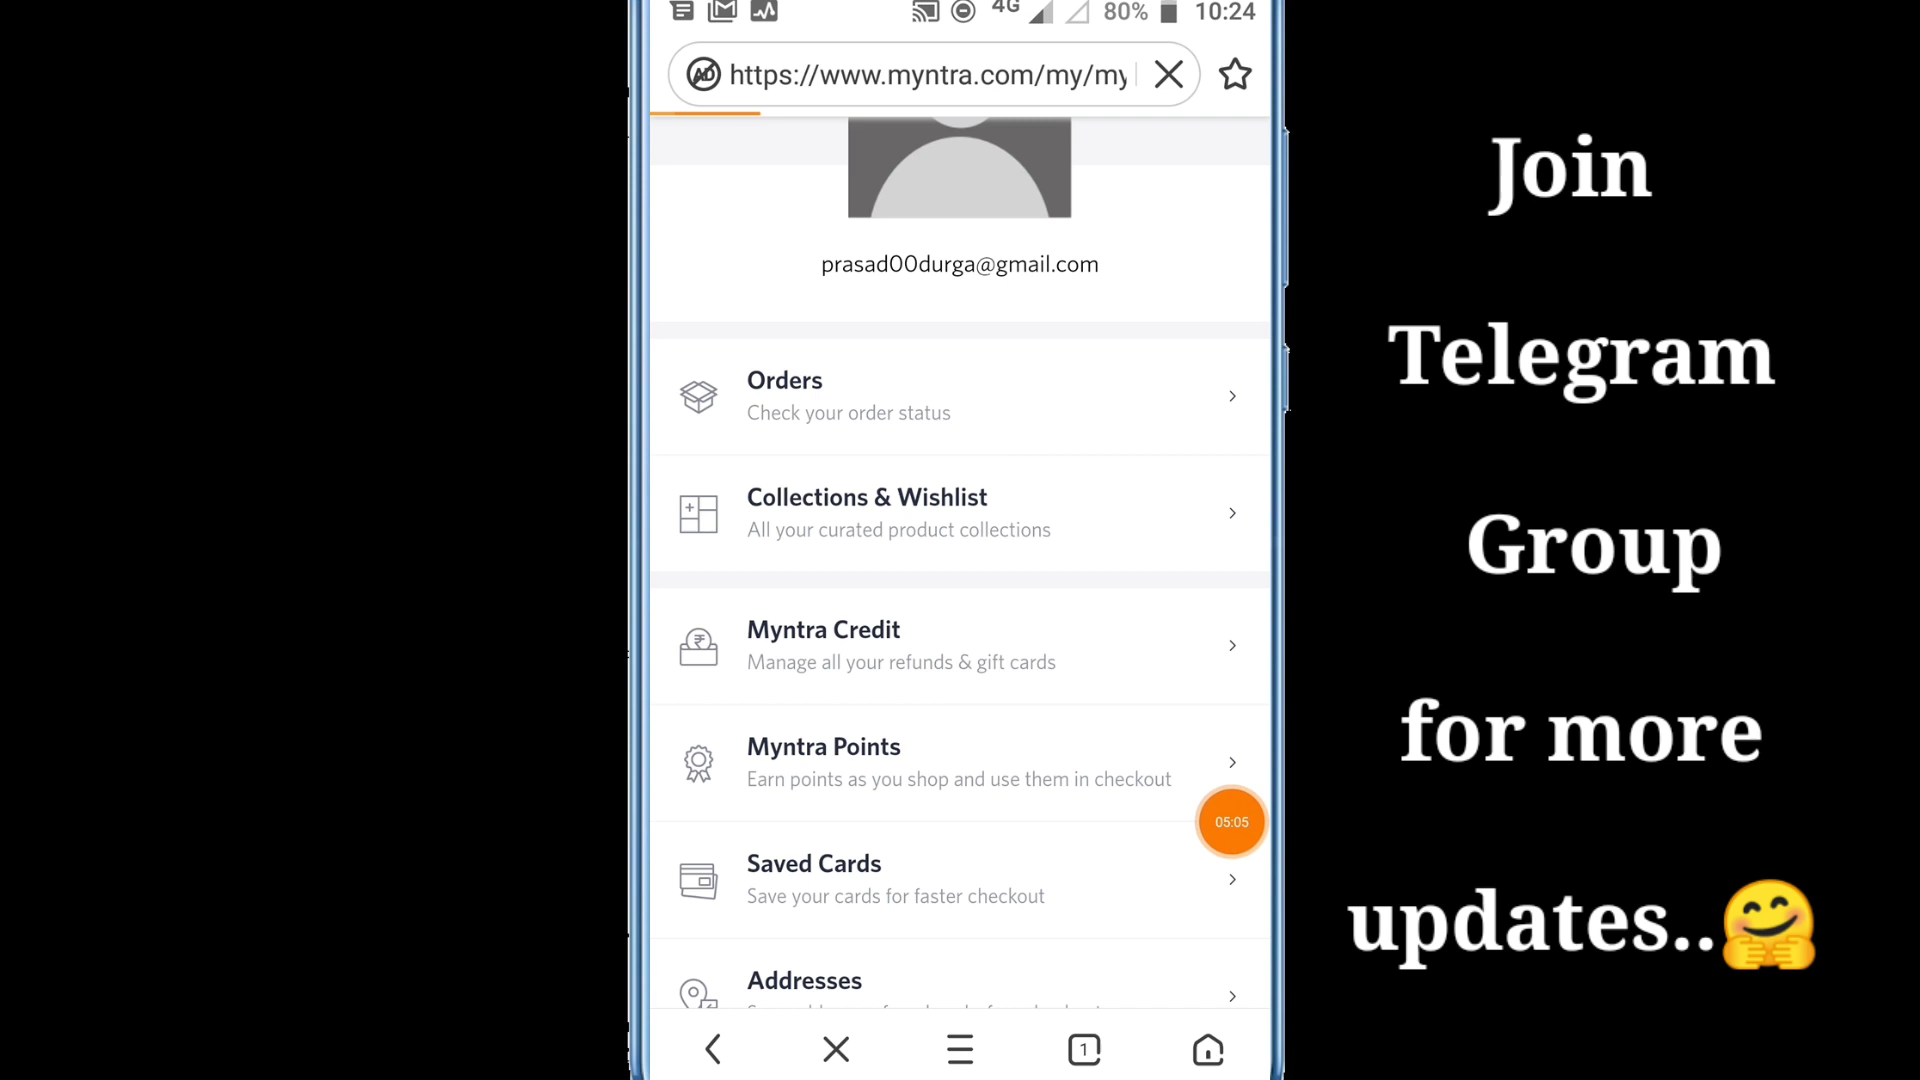 4G 80% 10:24
AD https://www.myntra.com/my/my
prasad00durga@gmail.com
Orders
Check your order status
Collections & Wishlist
All your curated product collections
Myntra Credit
Manage all your refunds & gift cards
Myntra Points
Earn points as you shop and use them in checkout
05:05
Saved Cards
Save your cards for faster checkout
Addresses
1
Join
Telegram
Group
for more
updates..🤗